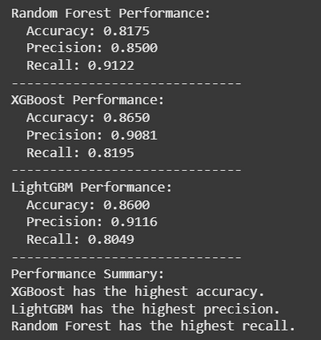 Random Forest Performance:
  Accuracy: 0.8175
  Precision: 0.8500
  Recall: 0.9122
------------------------------
XGBoost Performance:
  Accuracy: 0.8650
  Precision: 0.9081
  Recall: 0.8195
------------------------------
LightGBM Performance:
  Accuracy: 0.8600
  Precision: 0.9116
  Recall: 0.8049
------------------------------
Performance Summary:
XGBoost has the highest accuracy.
LightGBM has the highest precision.
Random Forest has the highest recall.